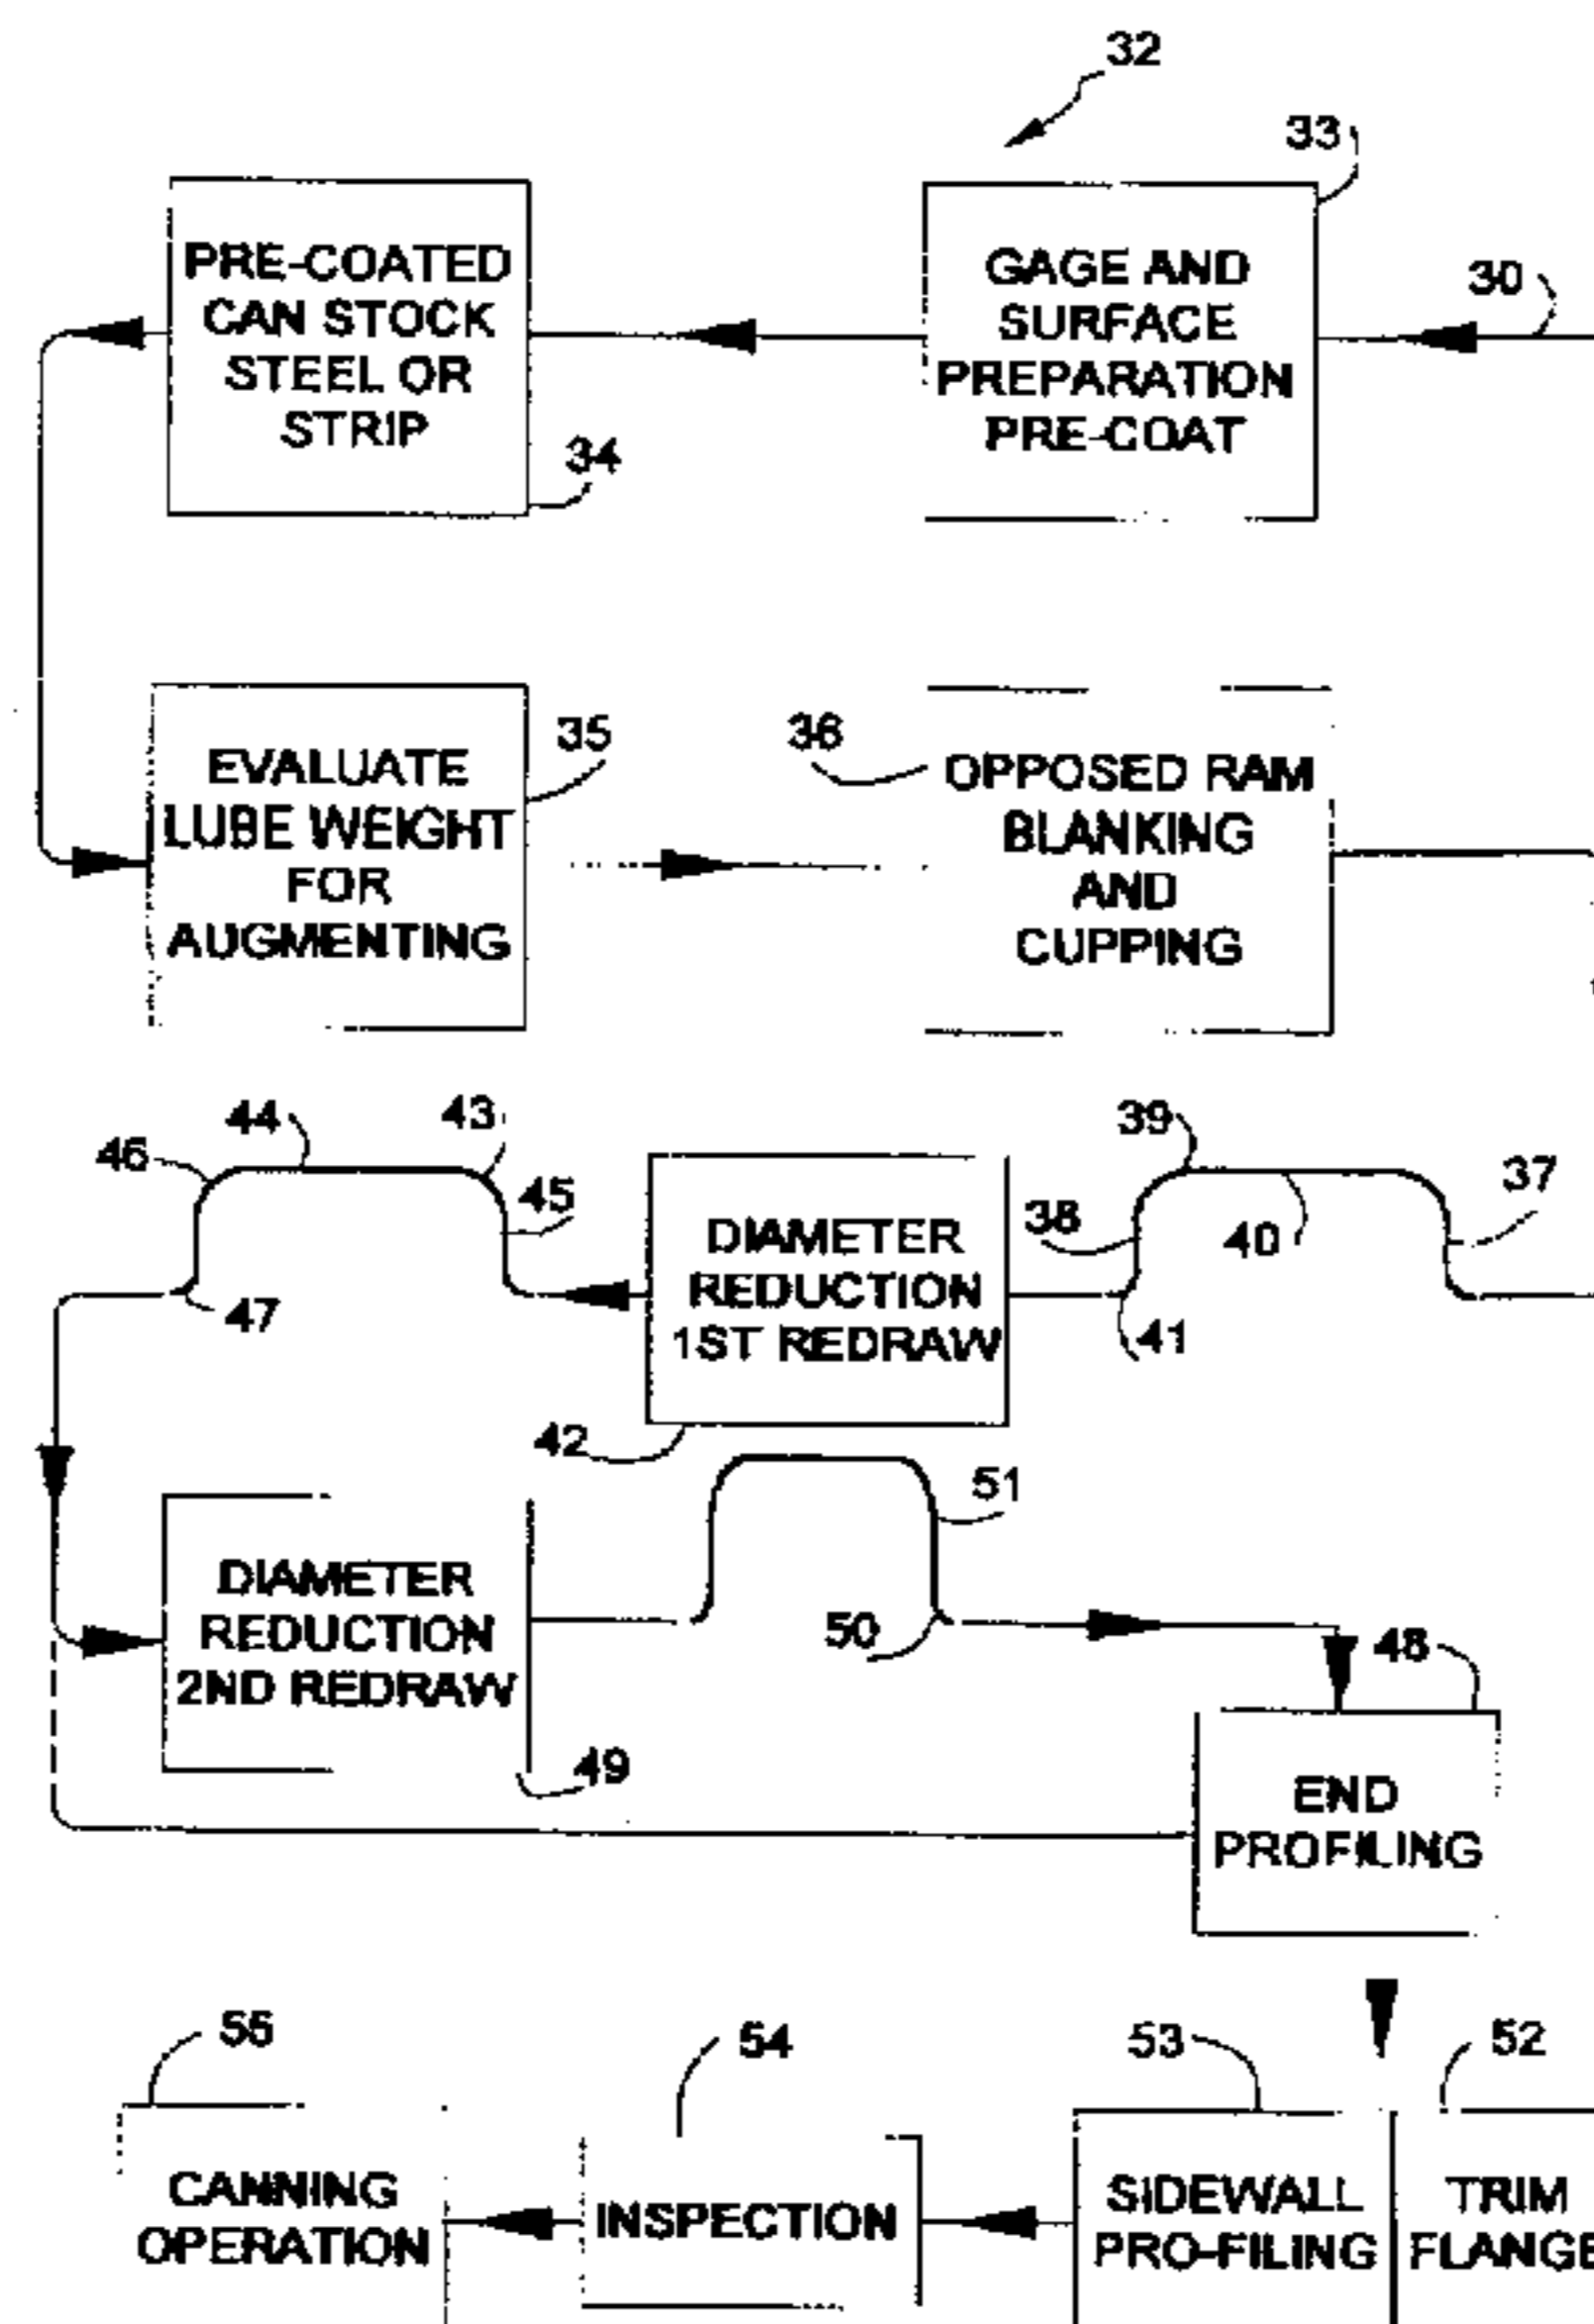 32
33
30
PRE-COATED
CAN STOCK
STEEL OR
STRIP
34
GAGE AND
SURFACE
PREPARATION
PRE-COAT
EVALUATE
LUBE WEIGHT
FOR
AUGMENTING
35
36
OPPOSED RAM
BLANKING
AND
CUPPING
44
43
46
45
47
DIAMETER
REDUCTION
1ST REDRAW
42
39
38
40
37
41
DIAMETER
REDUCTION
2ND REDRAW
49
51
50
48
END
PROFILING
55
54
53
52
CANNING
OPERATION
INSPECTION
SIDEWALL
PRO-FILING
TRIM
FLANGE